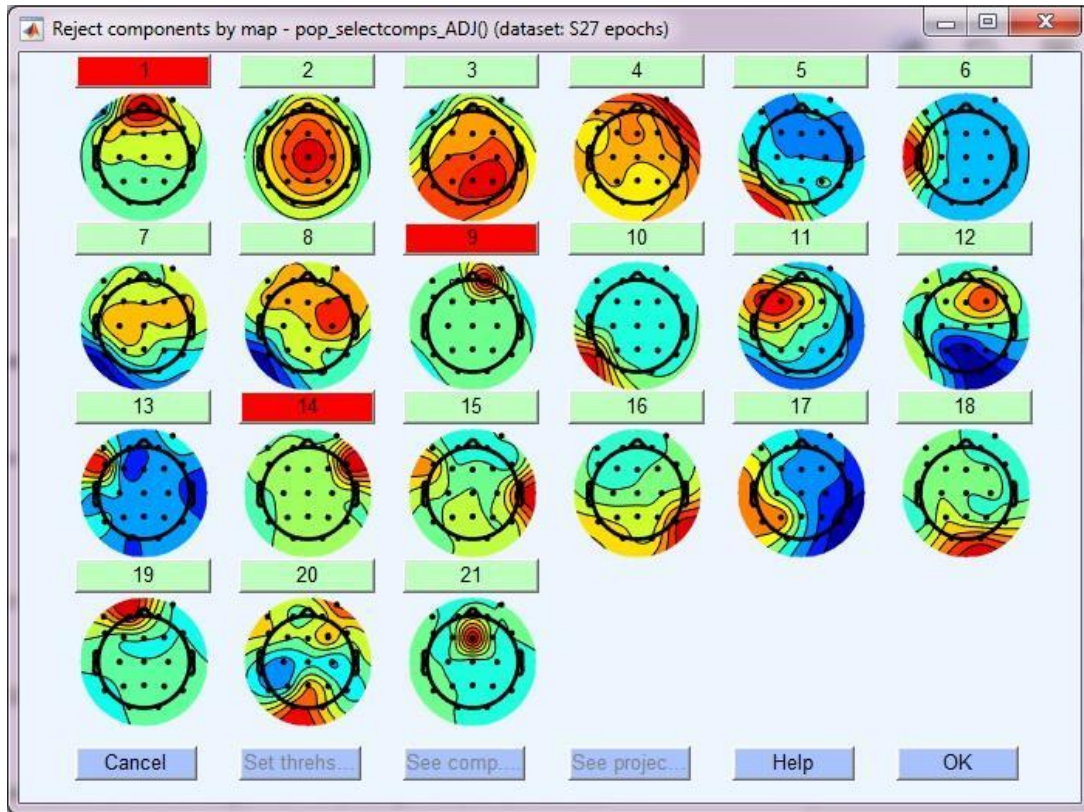 Reject components by map - pop_selectcomps_ADJ() (dataset: S27 epochs)
1 2 3 4 5 6
7 8 9 10 11 12
13 14 15 16 17 18
19 20 21
Cancel Set threhs... See comp.... See projec... Help OK